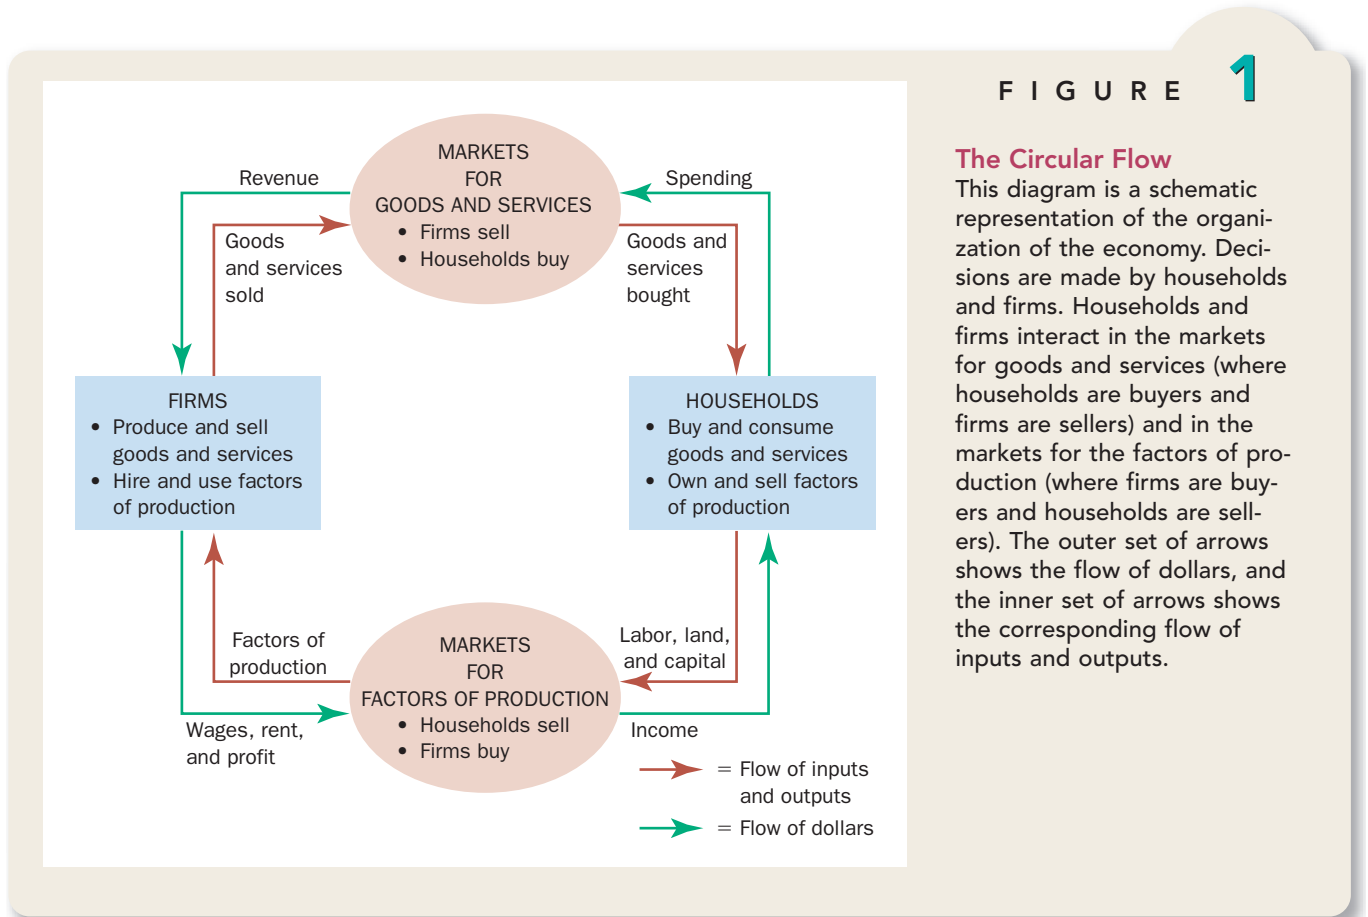 FIGURE 1
The Circular Flow
This diagram is a schematic
representation of the organi-
zation of the economy. Deci-
sions are made by households
and firms. Households and
firms interact in the markets
for goods and services (where
households are buyers and
firms are sellers) and in the
markets for the factors of pro-
duction (where firms are buy-
ers and households are sell-
ers). The outer set of arrows
shows the flow of dollars, and
the inner set of arrows shows
the corresponding flow of
inputs and outputs.
MARKETS
FOR
GOODS AND SERVICES
• Firms sell
• Households buy
Revenue
Spending
Goods
and services
sold
Goods and
services
bought
FIRMS
• Produce and sell
goods and services
• Hire and use factors
of production
HOUSEHOLDS
• Buy and consume
goods and services
• Own and sell factors
of production
Factors of
production
Labor, land,
and capital
MARKETS
FOR
FACTORS OF PRODUCTION
• Households sell
• Firms buy
Wages, rent,
and profit
Income
= Flow of inputs
and outputs
= Flow of dollars